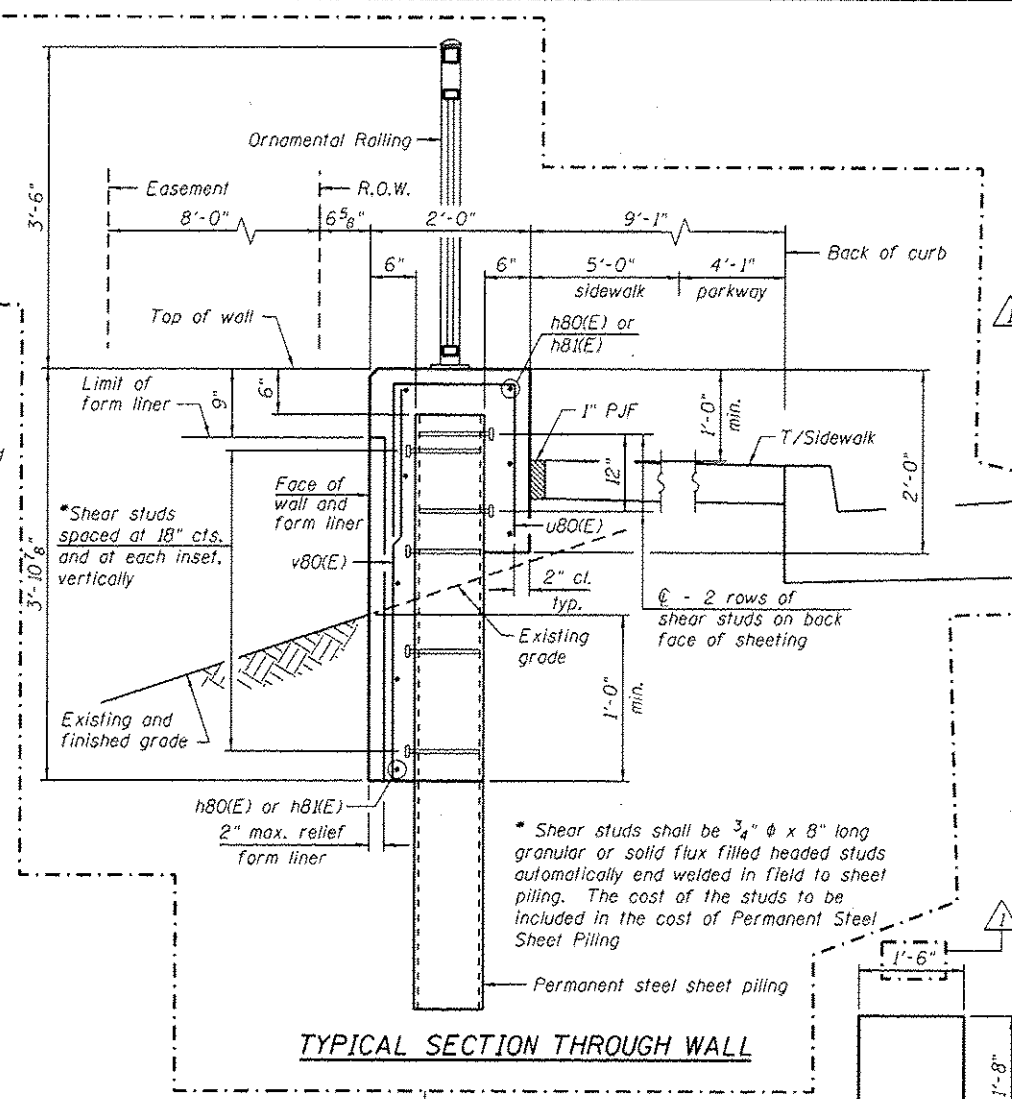 Ornamental Railing
3'-6"
Easement
R.O.W.
8'-0"
6 5/8"
2'-0"
9'-1"
Back of curb
6"
6"
5'-0"
4'-1"
sidewalk
parkway
Top of wall
h80(E) or
h81(E)
1
Limit of
form liner
9"
6"
1" PJF
1'-0"
min.
T/Sidewalk
12"
2'-0"
Face of
wall and
form liner
*Shear studs
spaced at 18" cts.
and at each inset,
vertically
3'-10 7/8"
v80(E)
u80(E)
2" cl.
typ.
℄ - 2 rows of
shear studs on back
face of sheeting
Existing
grade
1'-0"
min.
Existing and
finished grade
h80(E) or h81(E)
2" max. relief
form liner
* Shear studs shall be 3/4" ϕ x 8" long
granular or solid flux filled headed studs
automatically end welded in field to sheet
piling. The cost of the studs to be
included in the cost of Permanent Steel
Sheet Piling
1
1'-6"
Permanent steel sheet piling
TYPICAL SECTION THROUGH WALL
1'-8"